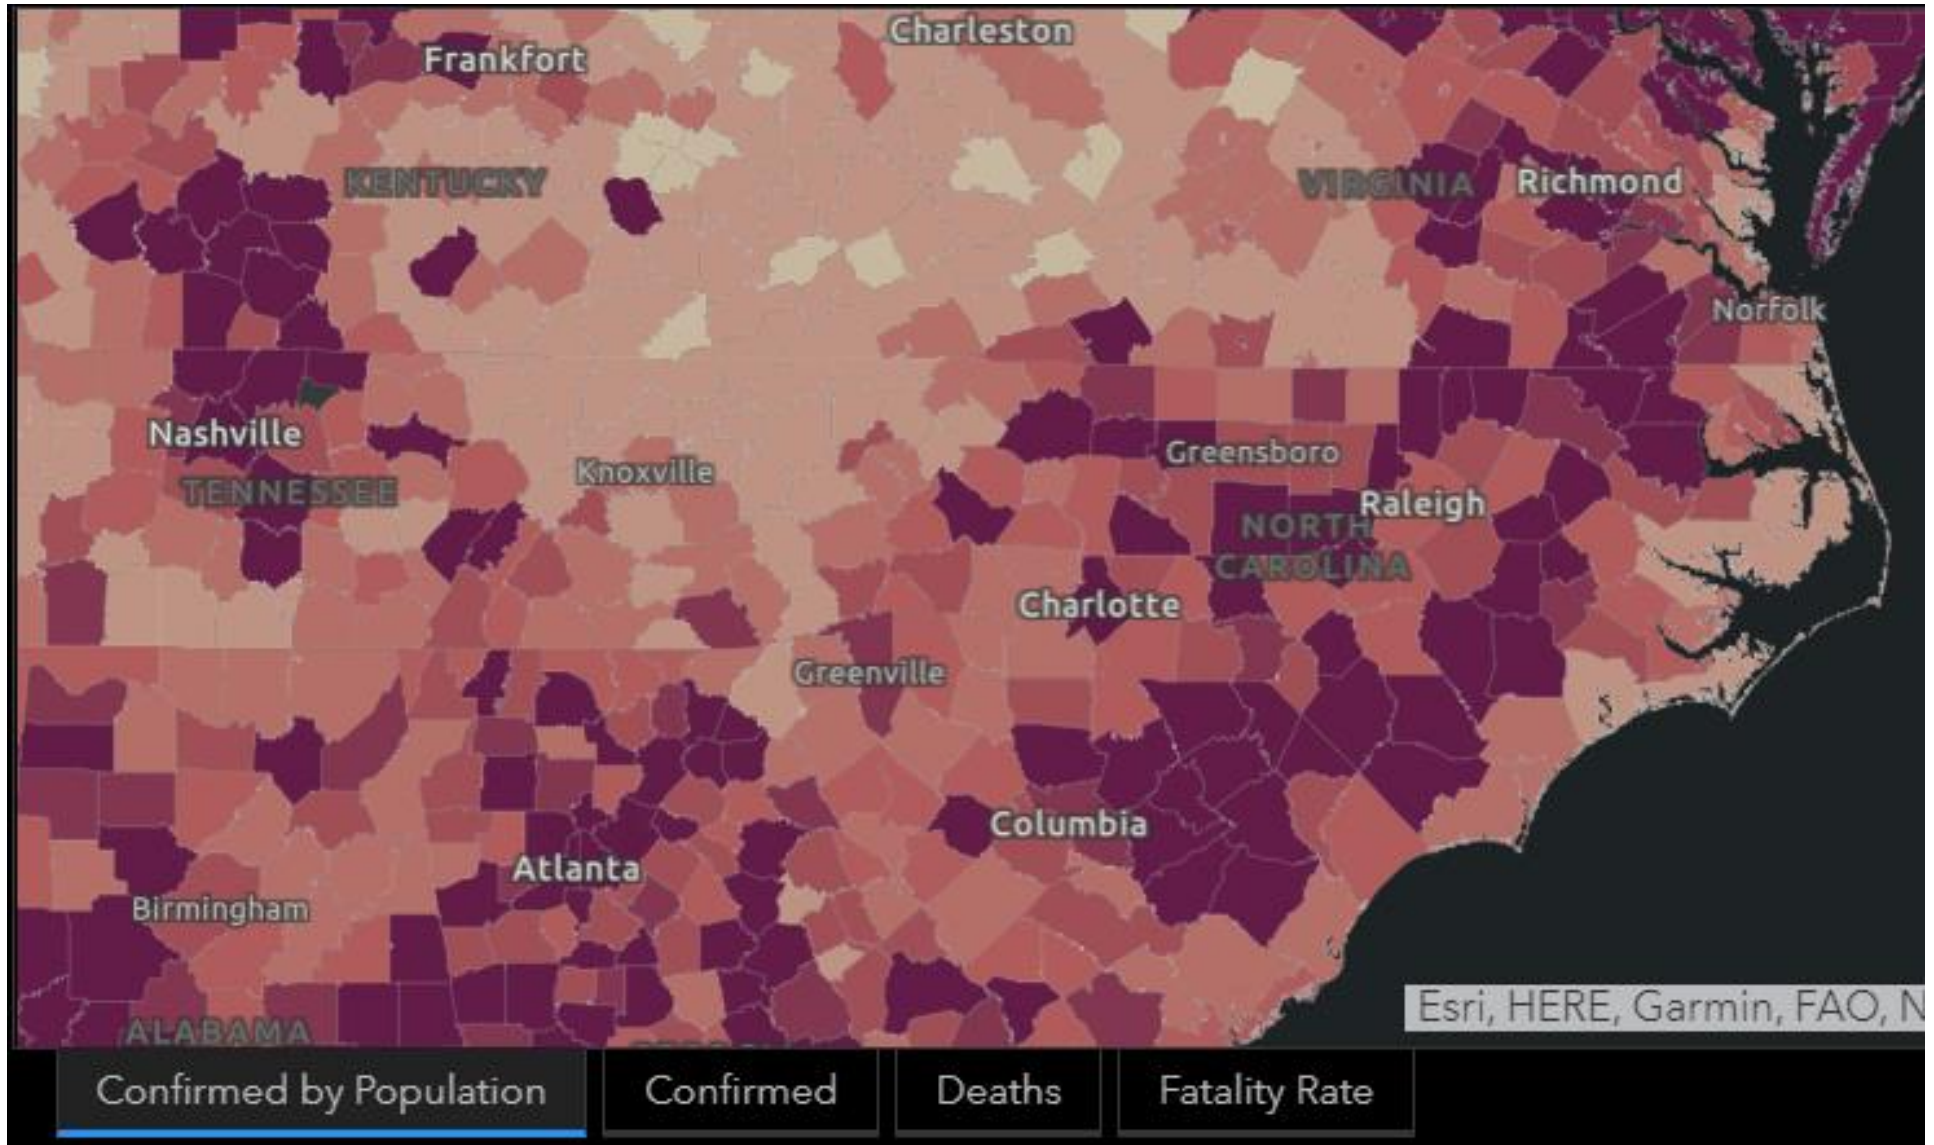 Charleston
Frankfort
KENTUCKY
VIRGINIA
Richmond
Norfolk
Nashville
Knoxville
Greensboro
TENNESSEE
Raleigh
NORTH
CAROLINA
Charlotte
Greenville
Columbia
Atlanta
Birmingham
Esri, HERE, Garmin, FAO, N
ALABAMA
Confirmed by Population
Confirmed
Deaths
Fatality Rate